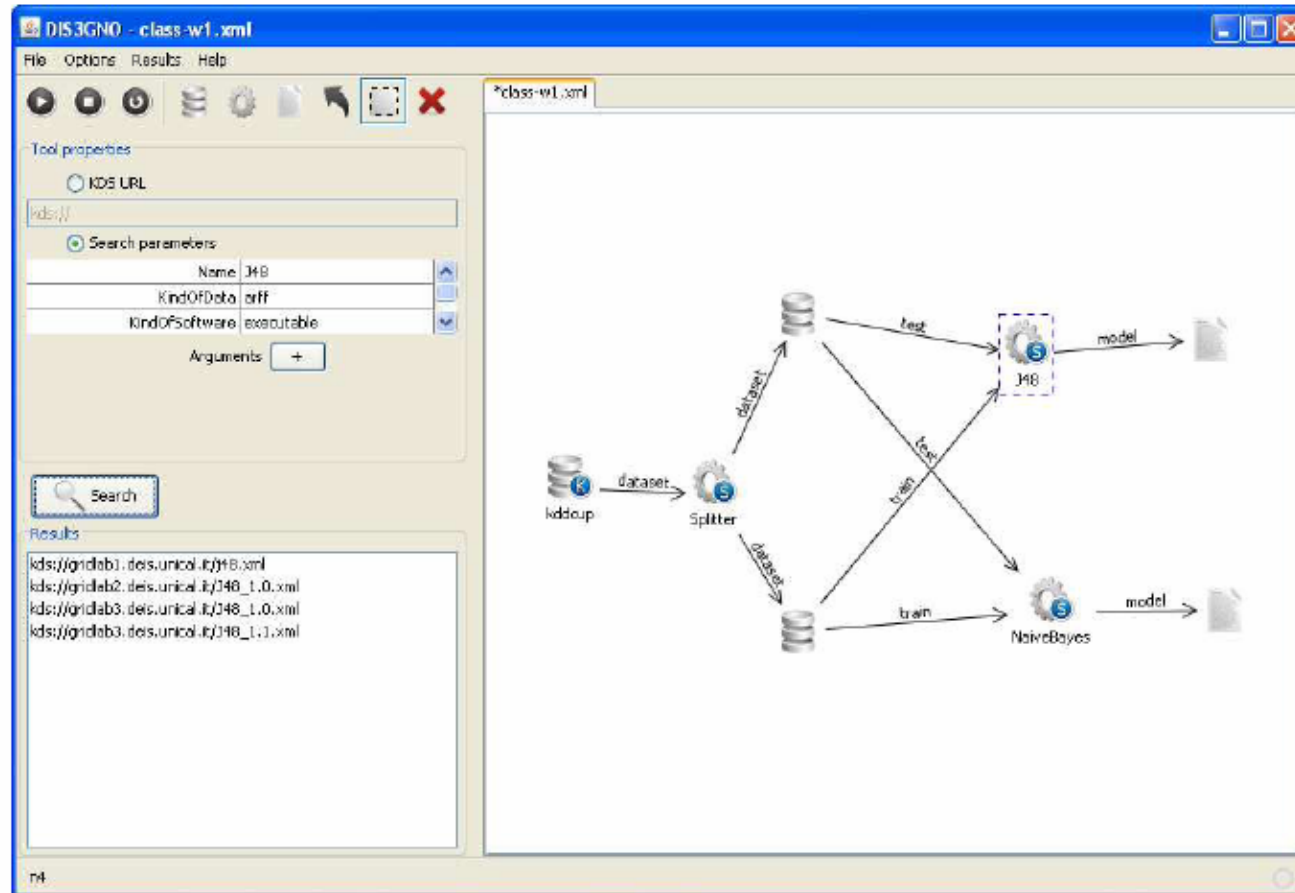 DIS3GNO - class-w1.xml
File Options Results Help
Tool properties
KDS URL
kds://
Search parameters
Name J48
KindOfData arff
KindOfSoftware executable
Arguments +
Search
Results
kds://gridlab1.deis.unical.it/J48.xml
kds://gridlab2.deis.unical.it/J48_1.0.xml
kds://gridlab3.deis.unical.it/J48_1.0.xml
kds://gridlab3.deis.unical.it/J48_1.1.xml
n4
*class-w1.xml
test
S
J48
model
dataset
test
train
K
kddcup
dataset
S
Splitter
dataset
train
S
NaiveBayes
model